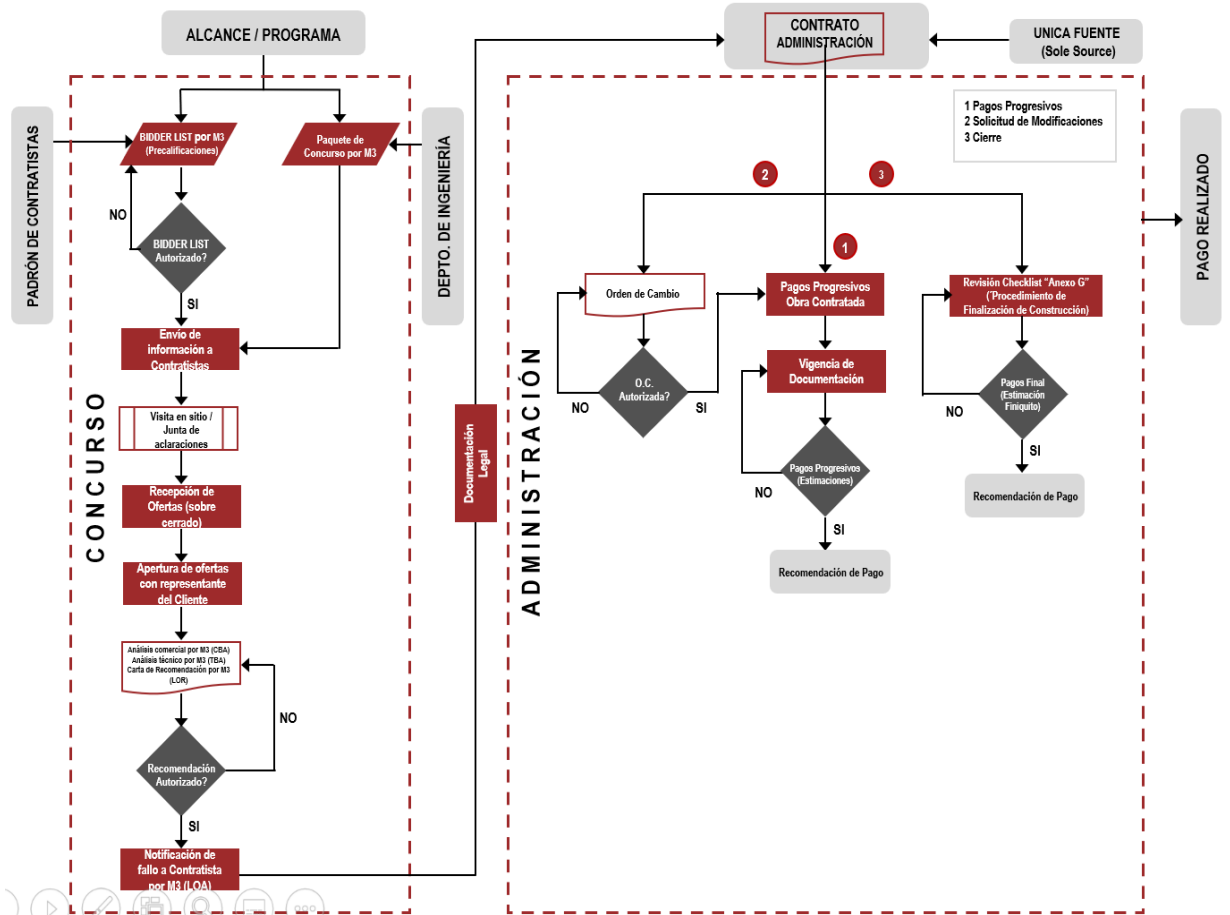 ALCANCE / PROGRAMA
PADRÓN DE CONTRATISTAS
BIDDER LIST por M3
(Precalificaciones)
Paquete de
Concurso por M3
DEPTO. DE INGENIERÍA
NO
BIDDER LIST
Autorizado?
SI
Envío de
información a
Contratistas
CONCURSO
Visita en sitio /
Junta de
aclaraciones
Recepción de
Ofertas (sobre
cerrado)
Apertura de ofertas
con representante
del Cliente
Análisis comercial por M3 (CBA)
Análisis técnico por M3 (TBA)
Carta de Recomendación por M3
(LOR)
NO
Recomendación
Autorizado?
SI
Notificación de
fallo a Contratista
por M3 (LOA)
Documentación
Legal
CONTRATO
ADMINISTRACIÓN
UNICA FUENTE
(Sole Source)
1 Pagos Progresivos
2 Solicitud de Modificaciones
3 Cierre
PAGO REALIZADO
ADMINISTRACIÓN
2
3
1
Orden de Cambio
O.C.
Autorizada?
NO
SI
Pagos Progresivos
Obra Contratada
Vigencia de
Documentación
Pagos Progresivos
(Estimaciones)
NO
SI
Recomendación de Pago
Revisión Checklist “Anexo G”
(¨Procedimiento de
Finalización de Construcción)
Pagos Final
(Estimación
Finiquito)
NO
SI
Recomendación de Pago